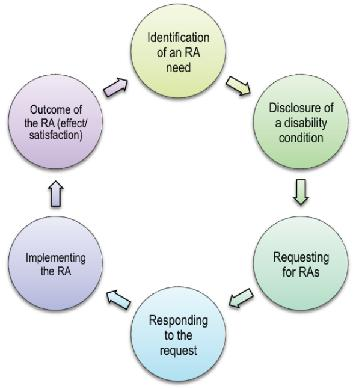 Identification
of an RA
need
Disclosure of
a disability
condition
Requesting
for RAs
Responding
to the
request
Implementing
the RA
Outcome of
the RA (effect/
satisfaction)